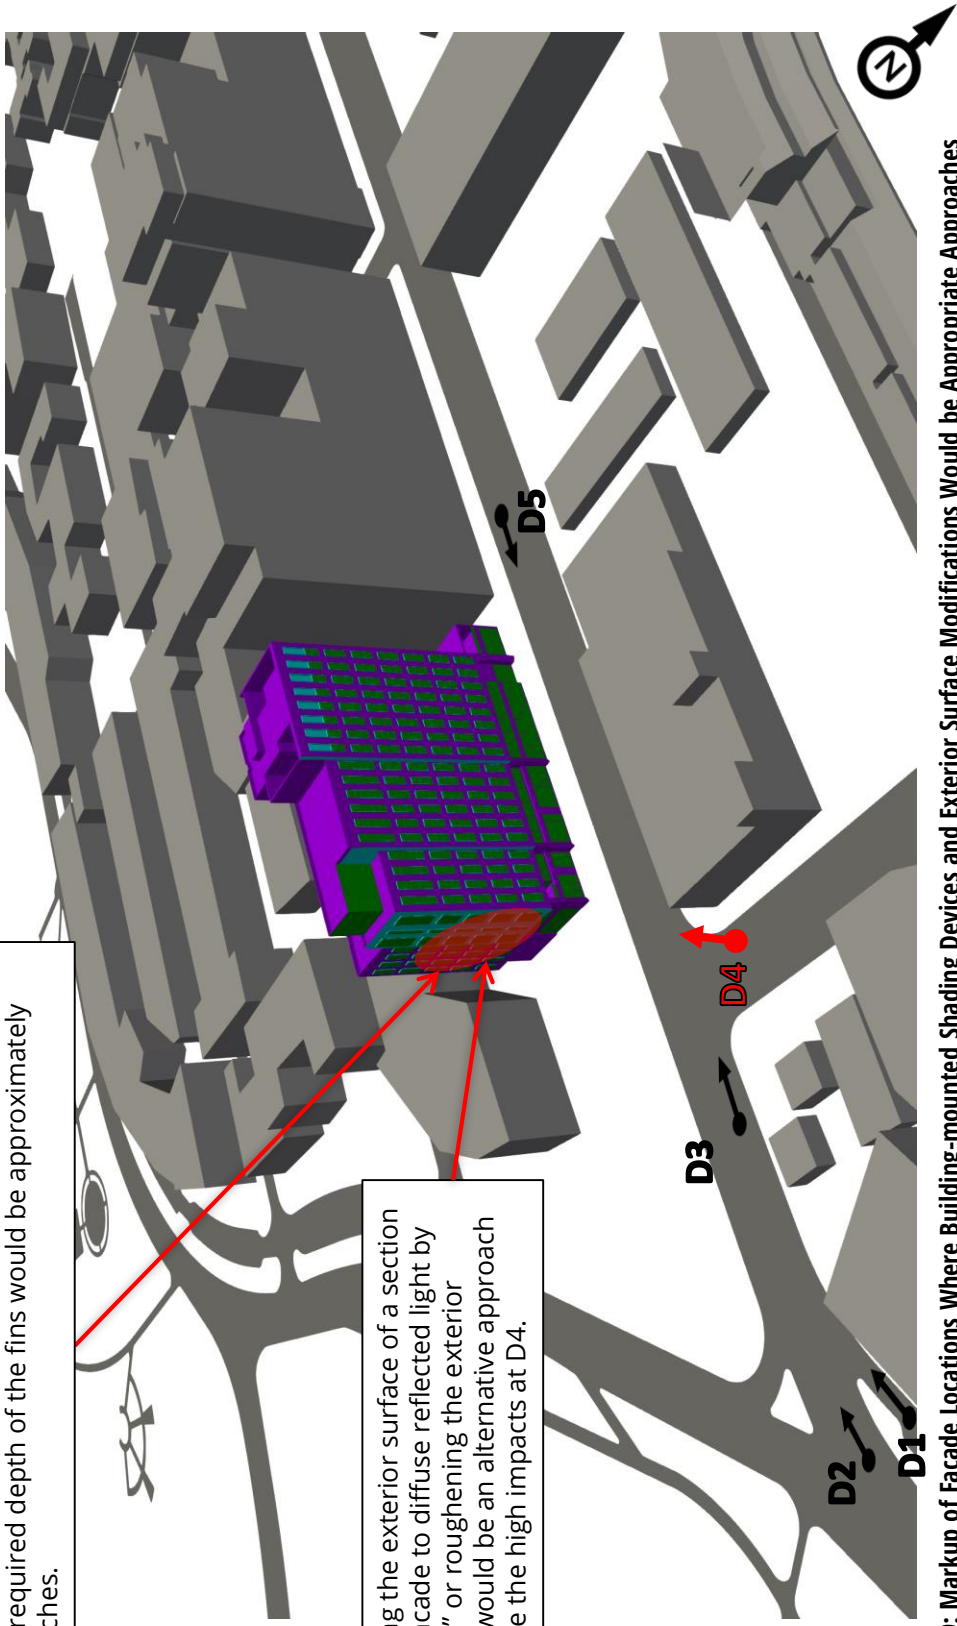 required depth of the fins would be approximately
ches.
the exterior surface of a section
to diffuse reflected light by
or roughening the exterior
would be an alternative approach
the high impacts at D4.
D1
D2
D3
D4
D5
N
: Markup of Facade Locations Where Building-mounted Shading Devices and Exterior Surface Modifications Would be Appropriate Approaches